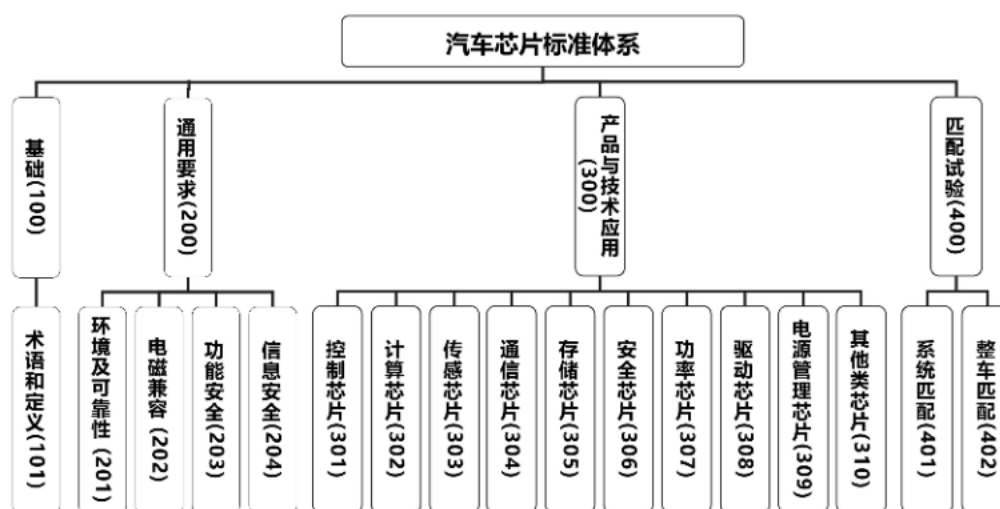 汽车芯片标准体系
基础(100)
通用要求(200)
产品与技术应用
(300)
匹配试验(400)
术语和定义(101)
环境及可靠性 (201)
电磁兼容 (202)
功能安全(203)
信息安全(204)
控制芯片(301)
计算芯片(302)
传感芯片(303)
通信芯片(304)
存储芯片(305)
安全芯片(306)
功率芯片(307)
驱动芯片(308)
电源管理芯片(309)
其他类芯片(310)
系统匹配(401)
整车匹配(402)